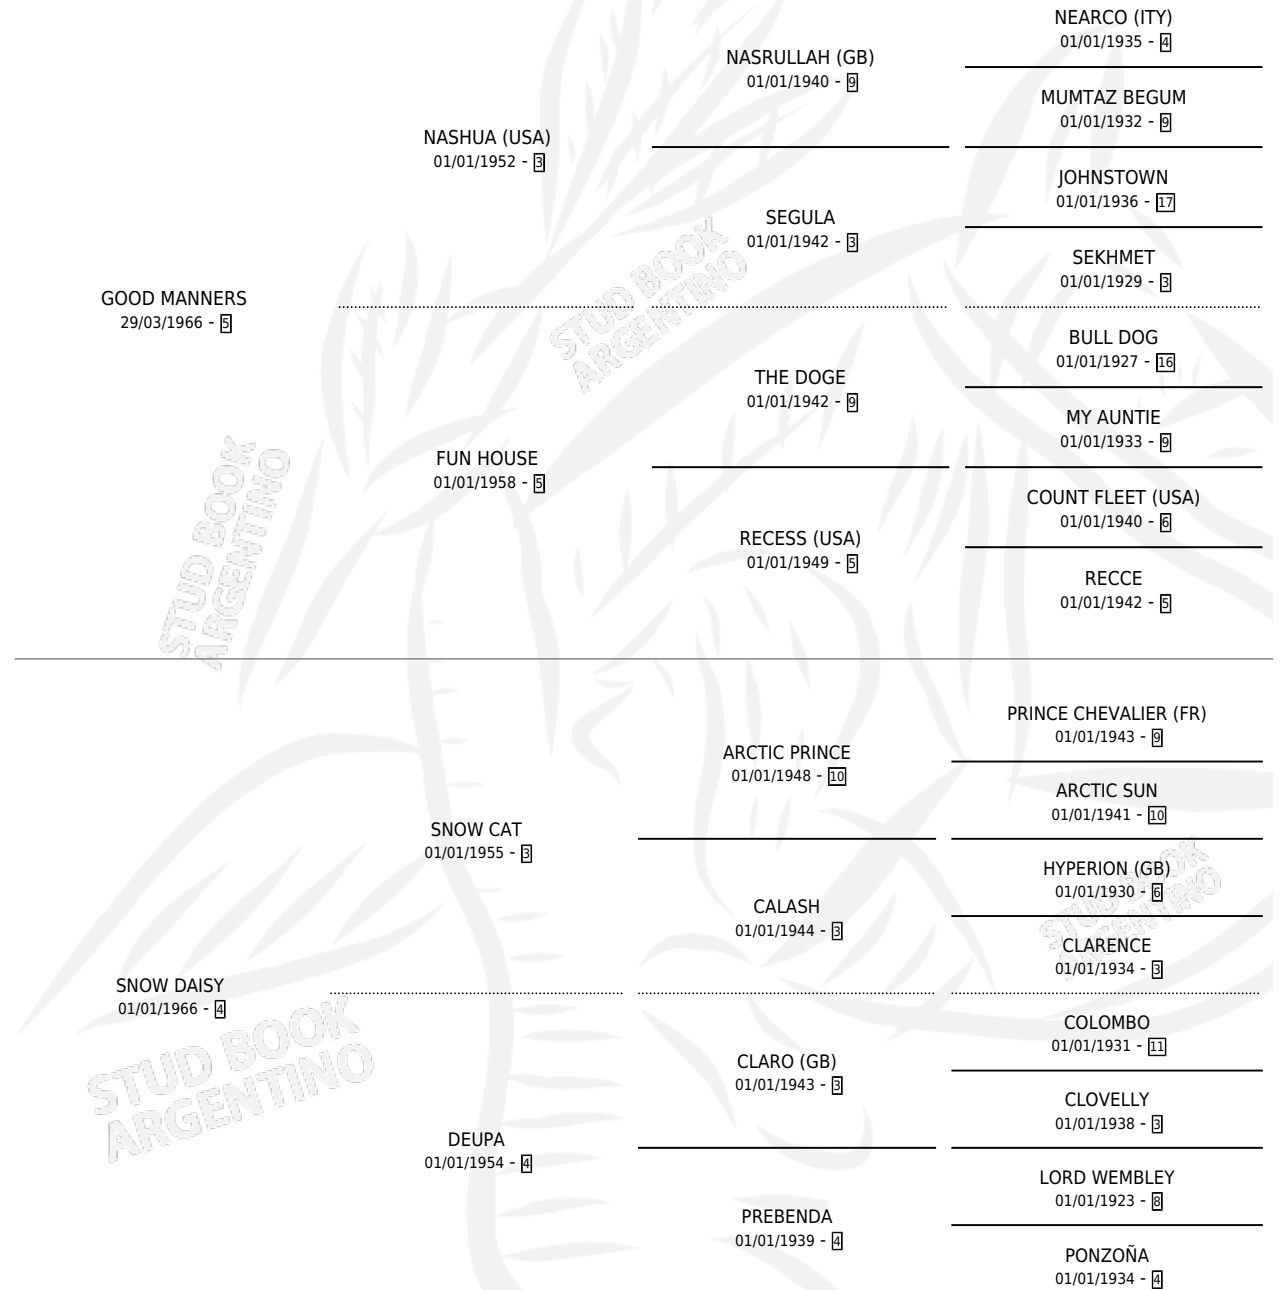 NEARCO (ITY)
01/01/1935 - 4
NASRULLAH (GB)
01/01/1940 - 9
MUMTAZ BEGUM
01/01/1932 - 9
NASHUA (USA)
01/01/1952 - 3
JOHNSTOWN
01/01/1936 - 17
SEGULA
01/01/1942 - 3
SEKHMET
01/01/1929 - 3
GOOD MANNERS
29/03/1966 - 5
BULL DOG
01/01/1927 - 16
THE DOGE
01/01/1942 - 9
MY AUNTIE
01/01/1933 - 9
FUN HOUSE
01/01/1958 - 5
COUNT FLEET (USA)
01/01/1940 - 6
RECESS (USA)
01/01/1949 - 5
RECCE
01/01/1942 - 5
PRINCE CHEVALIER (FR)
01/01/1943 - 9
ARCTIC PRINCE
01/01/1948 - 10
ARCTIC SUN
01/01/1941 - 10
SNOW CAT
01/01/1955 - 3
HYPERION (GB)
01/01/1930 - 6
CALASH
01/01/1944 - 3
CLARENCE
01/01/1934 - 3
SNOW DAISY
01/01/1966 - 4
COLOMBO
01/01/1931 - 11
CLARO (GB)
01/01/1943 - 3
CLOVELLY
01/01/1938 - 3
DEUPA
01/01/1954 - 4
LORD WEMBLEY
01/01/1923 - 8
PREBENDA
01/01/1939 - 4
PONZOÑA
01/01/1934 - 4
STUD BOOK
ARGENTINO
STUD BOOK
ARGENTINO
STUD BOOK
ARGENTINO
STUD BOOK
ARGENTINO